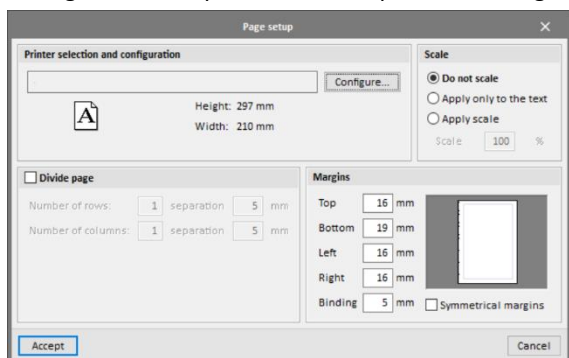 Page setup
Printer selection and configuration
Configure...
A
Height: 297 mm
Width: 210 mm
Scale
Do not scale
Apply only to the text
Apply scale
Scale 100 %
Divide page
Number of rows: 1 separation 5 mm
Number of columns: 1 separation 5 mm
Margins
Top 16 mm
Bottom 19 mm
Left 16 mm
Right 16 mm
Binding 5 mm
Symmetrical margins
Accept
Cancel